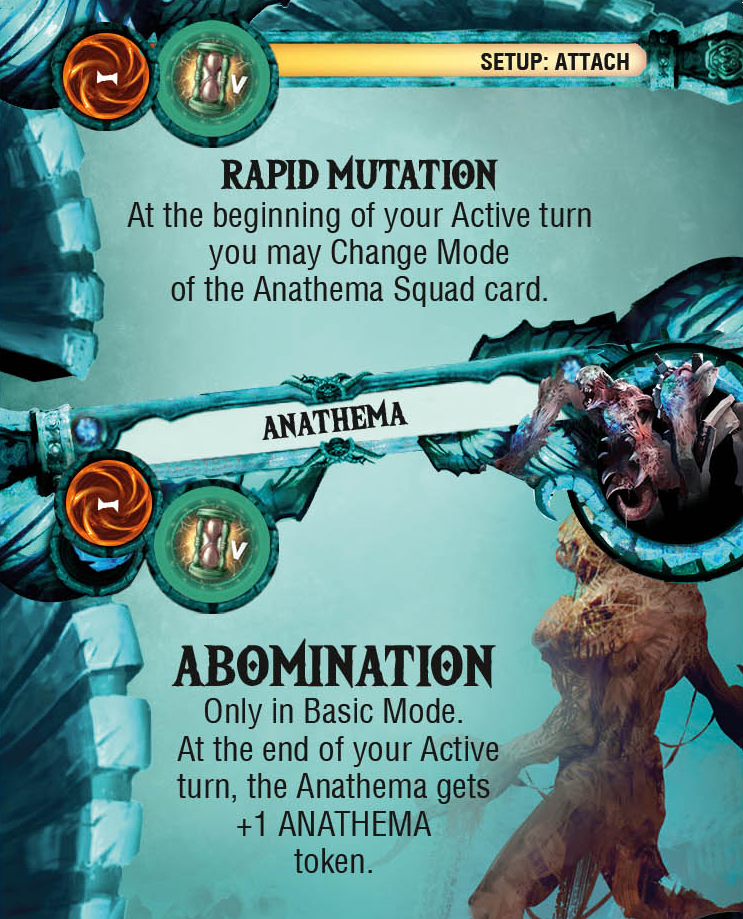 I V SETUP: ATTACH
RAPID MUTATION
At the beginning of your Active turn
you may Change Mode
of the Anathema Squad card.
ANATHEMA
I V
ABOMINATION
Only in Basic Mode.
At the end of your Active
turn, the Anathema gets
+1 ANATHEMA
token.